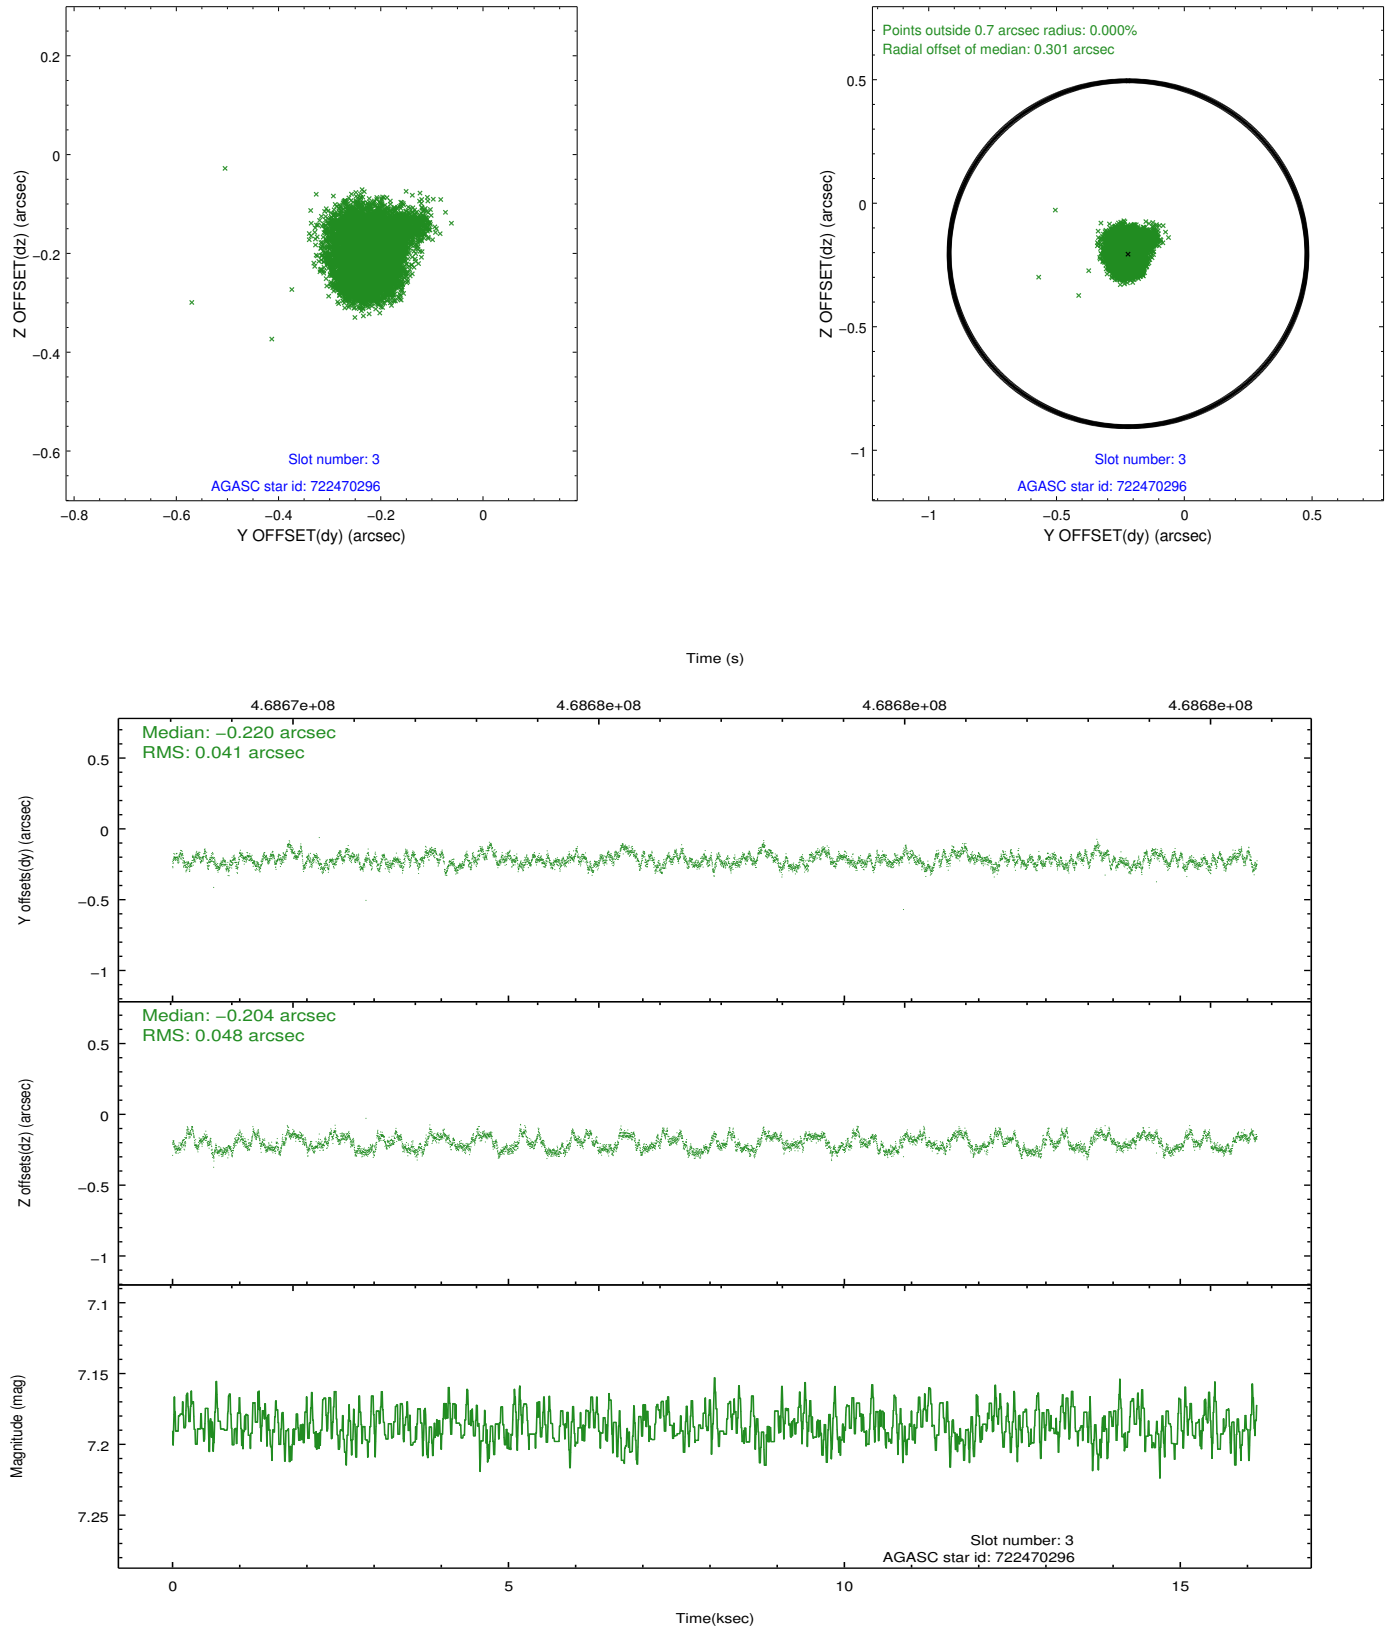 0.2
0
−0.2
−0.4
−0.6
Z OFFSET(dz) (arcsec)
Slot number: 3
AGASC star id: 722470296
−0.8
−0.6
−0.4
−0.2
0
Y OFFSET(dy) (arcsec)
Points outside 0.7 arcsec radius: 0.000%
Radial offset of median: 0.301 arcsec
0.5
0
−0.5
−1
Z OFFSET(dz) (arcsec)
Slot number: 3
AGASC star id: 722470296
−1
−0.5
0
0.5
Y OFFSET(dy) (arcsec)
Time (s)
4.6867e+08
4.6868e+08
4.6868e+08
4.6868e+08
Median: −0.220 arcsec
RMS: 0.041 arcsec
0.5
0
−0.5
−1
Y offsets(dy) (arcsec)
Median: −0.204 arcsec
RMS: 0.048 arcsec
0.5
0
−0.5
−1
Z offsets(dz) (arcsec)
7.1
7.15
7.2
7.25
Magnitude (mag)
Slot number: 3
AGASC star id: 722470296
0
5
10
15
Time(ksec)